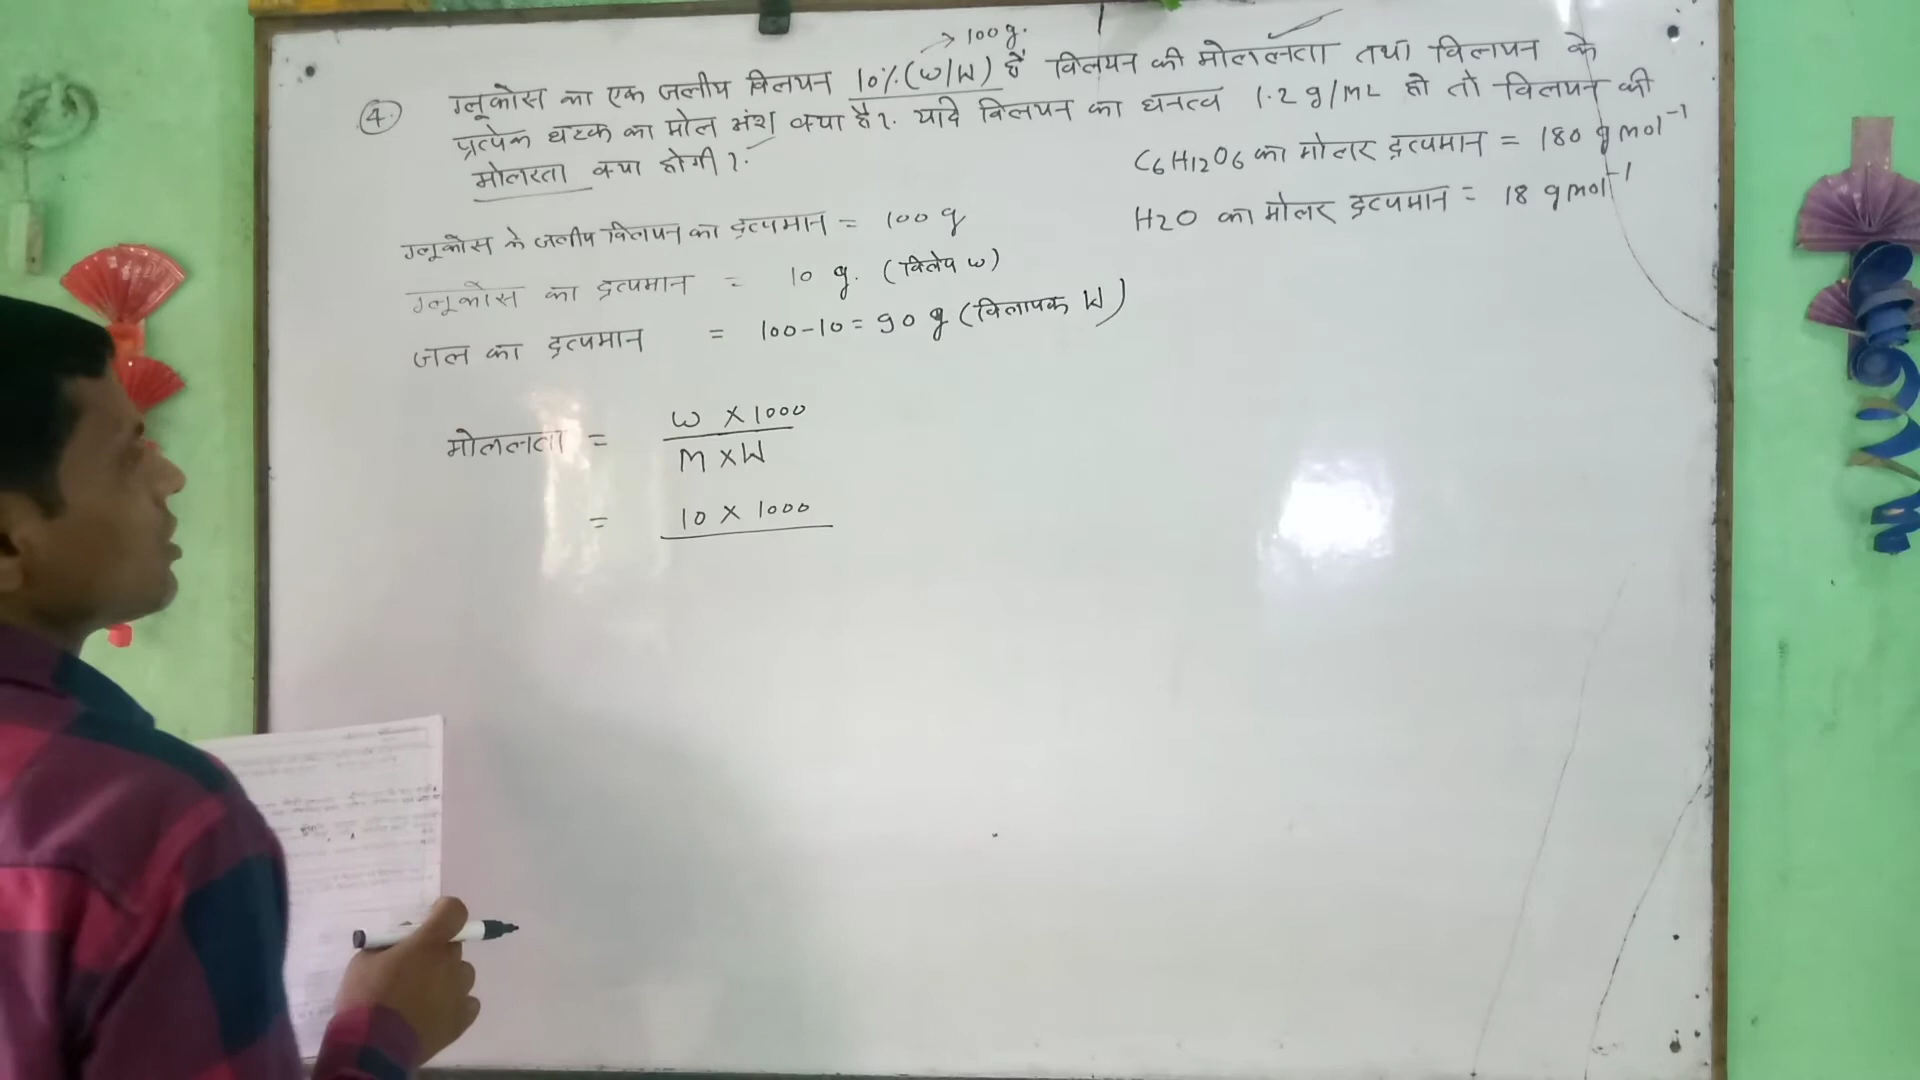 → 100 g.
④ ग्लूकोस का एक जलीय विलयन 10% (w/W) है विलयन की मोललता तथा विलयन के
प्रत्येक घटक का मोल अंश क्या है?. यदि विलयन का घनत्व 1.2 g/mL हो तो विलयन की
मोलरता क्या होगी ?.
C6H12O6 का मोलर द्रव्यमान = 180 g mol⁻¹
H2O का मोलर द्रव्यमान = 18 g mol⁻¹
ग्लूकोस के जलीय विलयन का द्रव्यमान = 100 g
ग्लूकोस का द्रव्यमान = 10 g. (विलेय w)
जल का द्रव्यमान = 100-10 = 90 g (विलायक W)
मोललता = w × 1000
M × W
= 10 × 1000